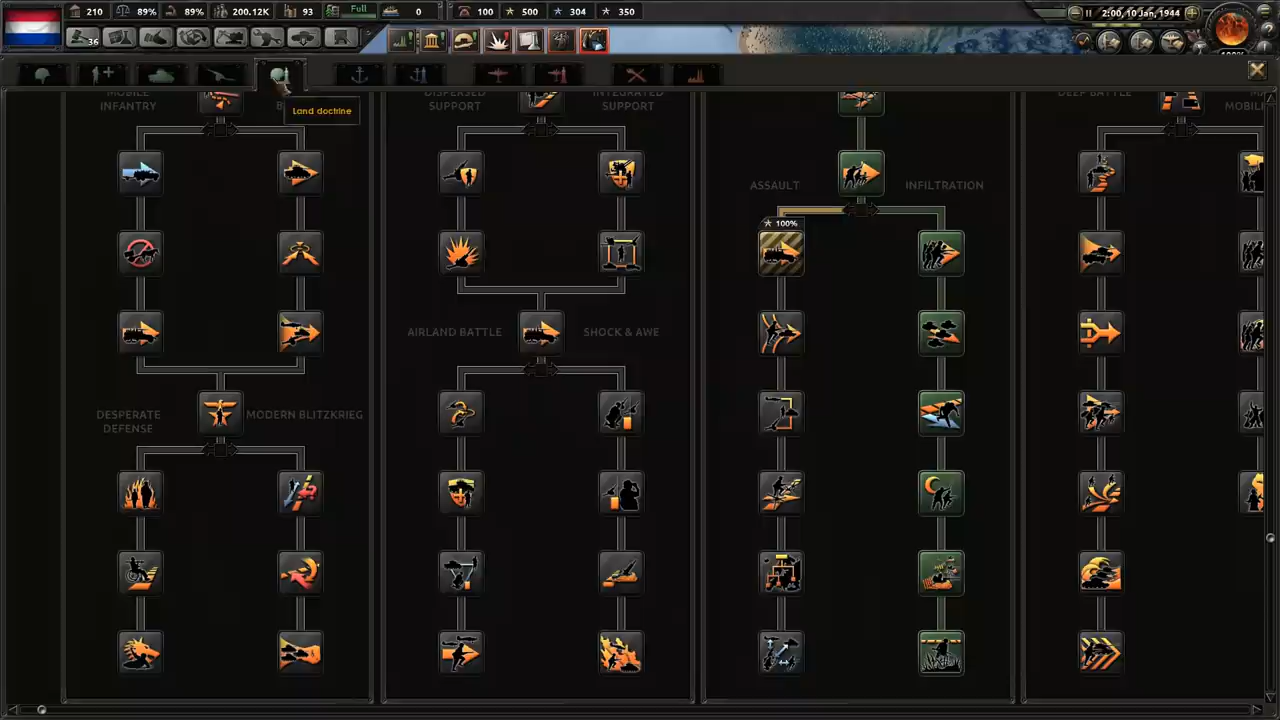 210 89% 89% 200.12K 93 Full 0 100 500 304 350 2:00, 10 Jan, 1944
36 100%
Land doctrine
MOBILE
INFANTRY
DISPERSED
SUPPORT
INTEGRATED
SUPPORT
DEEP BATTLE
ASSAULT
INFILTRATION
100%
AIRLAND BATTLE
SHOCK & AWE
DESPERATE
DEFENSE
MODERN BLITZKRIEG